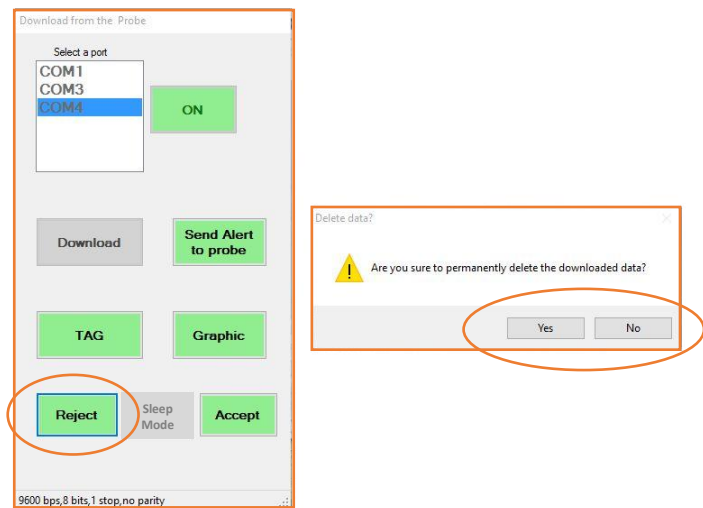 Download from the Probe
Select a port
COM1
COM3
COM4
ON
Download
Send Alert
to probe
TAG
Graphic
Reject
Sleep
Mode
Accept
9600 bps,8 bits,1 stop,no parity
Delete data?
Are you sure to permanently delete the downloaded data?
Yes
No